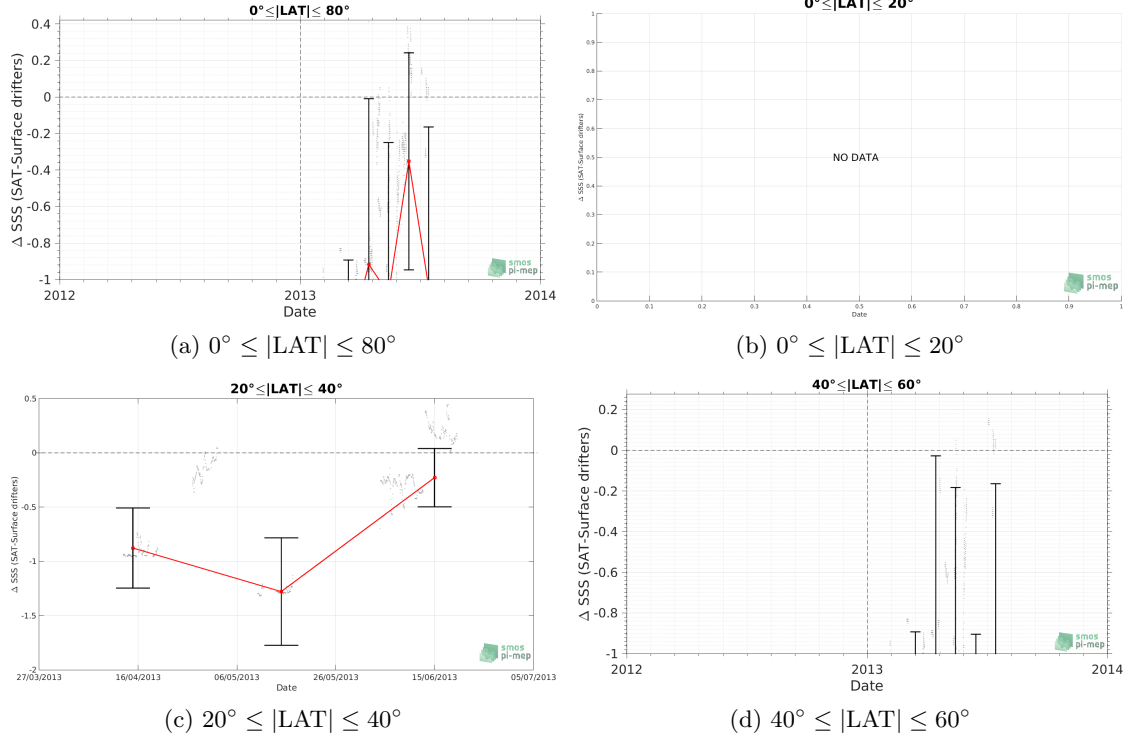 0°≤|LAT|≤ 80°
Δ SSS (SAT-Surface drifters)
0.4
0.2
0
-0.2
-0.4
-0.6
-0.8
-1
2012
2013
2014
Date
smos
pi-mep
(a) 0° ≤ |LAT| ≤ 80°
0°≤|LAT|≤ 20°
Δ SSS (SAT-Surface drifters)
1
0.9
0.8
0.7
0.6
0.5
0.4
0.3
0.2
0.1
0
NO DATA
0
0.1
0.2
0.3
0.4
0.5
0.6
0.7
0.8
0.9
1
Date
smos
pi-mep
(b) 0° ≤ |LAT| ≤ 20°
20°≤|LAT|≤ 40°
Δ SSS (SAT-Surface drifters)
0.5
0
-0.5
-1
-1.5
-2
27/03/2013
16/04/2013
06/05/2013
26/05/2013
15/06/2013
05/07/2013
Date
smos
pi-mep
(c) 20° ≤ |LAT| ≤ 40°
40°≤|LAT|≤ 60°
Δ SSS (SAT-Surface drifters)
0.2
0
-0.2
-0.4
-0.6
-0.8
-1
2012
2013
2014
Date
smos
pi-mep
(d) 40° ≤ |LAT| ≤ 60°